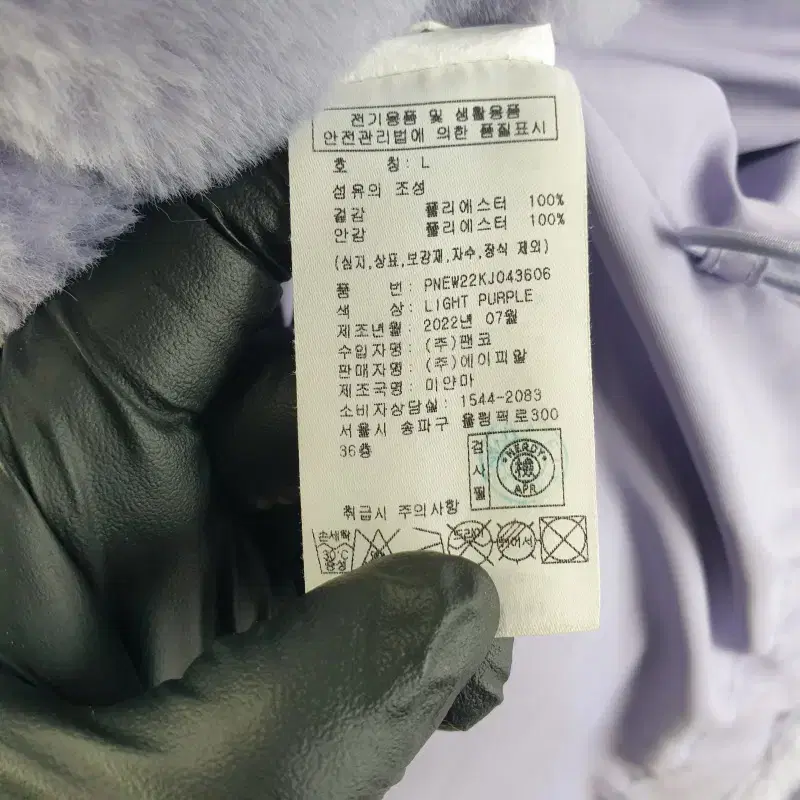 전기용품 및 생활용품
안전관리법에 의한 품질표시
호 칭: L
섬유의 조성
겉감 폴리에스터 100%
안감 폴리에스터 100%
(심지,상표,보강재,자수,장식 제외)
품 번: PNEW22KJ043606
색 상: LIGHT PURPLE
제조년월: 2022년 07월
수입자명: (주)팬코
판매자명: (주)에이피알
제조국명: 미얀마
소비자상담실: 1544-2083
서울시 송파구 올림픽로300
36층
검사필
NERDY
檢
APR
취급시 주의사항
손세탁
30°C
중성
드라이